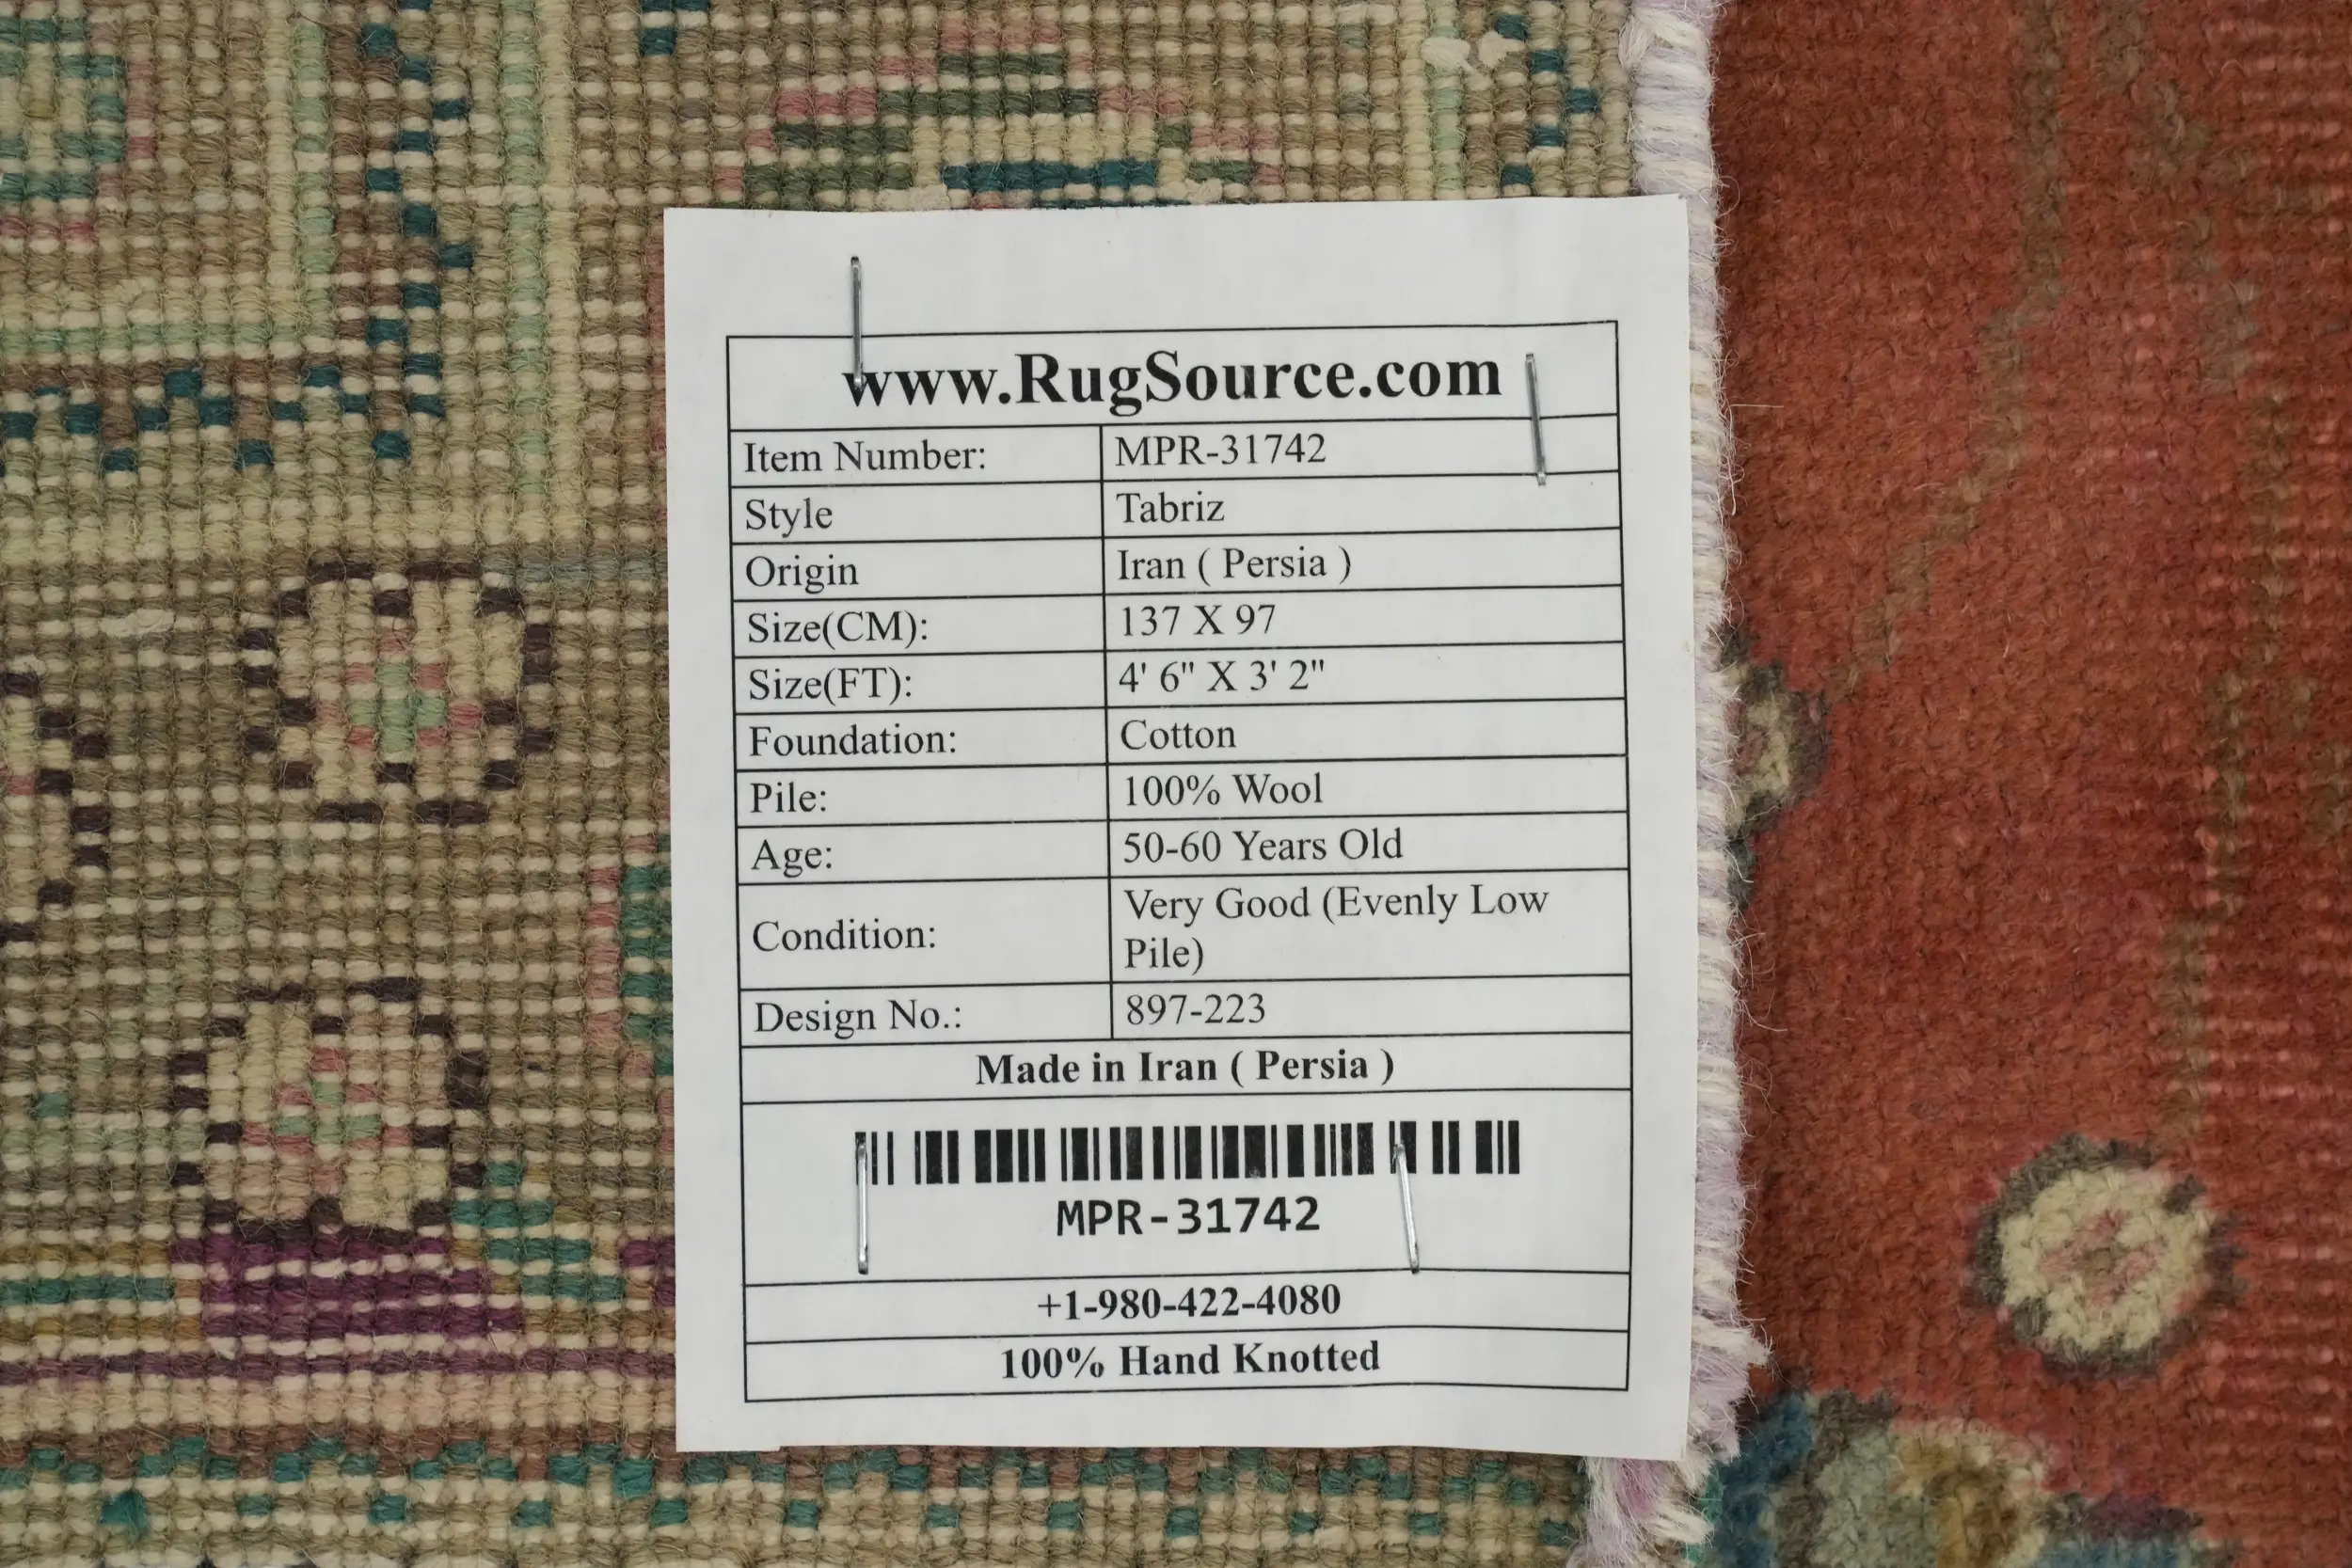 www.RugSource.com
Item Number: MPR-31742
Style Tabriz
Origin Iran ( Persia )
Size(CM): 137 X 97
Size(FT): 4' 6" X 3' 2"
Foundation: Cotton
Pile: 100% Wool
Age: 50-60 Years Old
Condition: Very Good (Evenly Low
Pile)
Design No.: 897-223
Made in Iran ( Persia )
MPR-31742
+1-980-422-4080
100% Hand Knotted